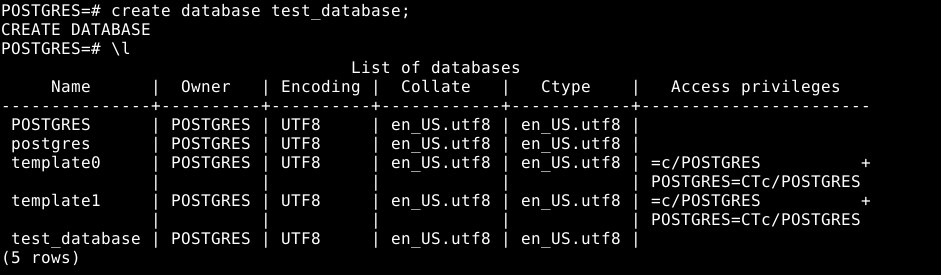 POSTGRES=# create database test_database;
CREATE DATABASE
POSTGRES=# \l
                                   List of databases
     Name      |  Owner   | Encoding |  Collate   |   Ctype    |   Access privileges
---------------+----------+----------+------------+------------+-----------------------
 POSTGRES      | POSTGRES | UTF8     | en_US.utf8 | en_US.utf8 |
 postgres      | POSTGRES | UTF8     | en_US.utf8 | en_US.utf8 |
 template0     | POSTGRES | UTF8     | en_US.utf8 | en_US.utf8 | =c/POSTGRES          +
               |          |          |            |            | POSTGRES=CTc/POSTGRES
 template1     | POSTGRES | UTF8     | en_US.utf8 | en_US.utf8 | =c/POSTGRES          +
               |          |          |            |            | POSTGRES=CTc/POSTGRES
 test_database | POSTGRES | UTF8     | en_US.utf8 | en_US.utf8 |
(5 rows)